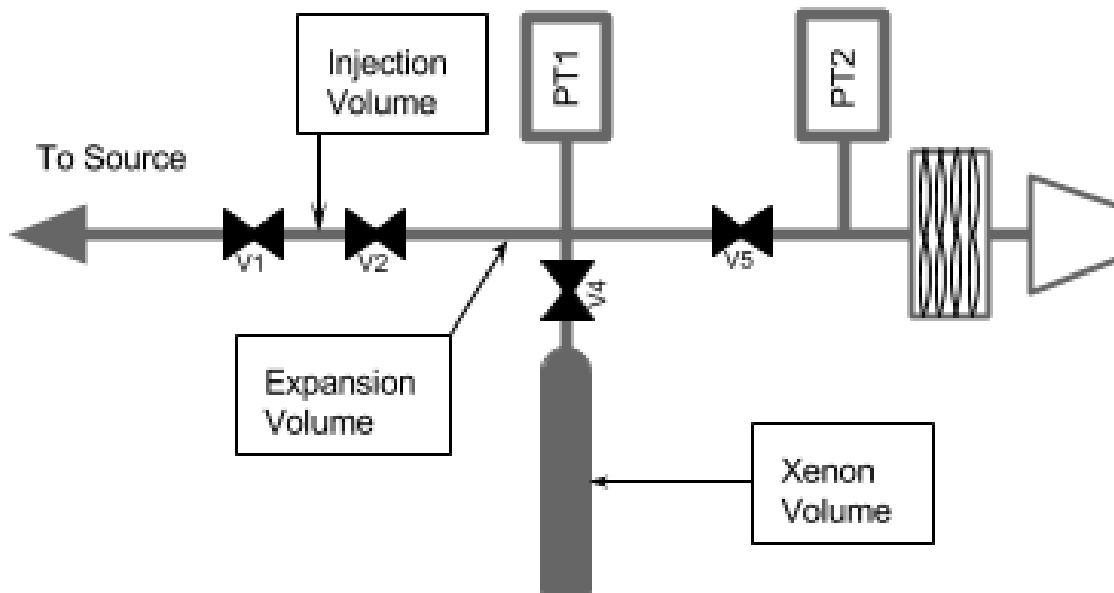 Injection
Volume
PT1
PT2
To Source
V1
V2
V5
V4
Expansion
Volume
Xenon
Volume